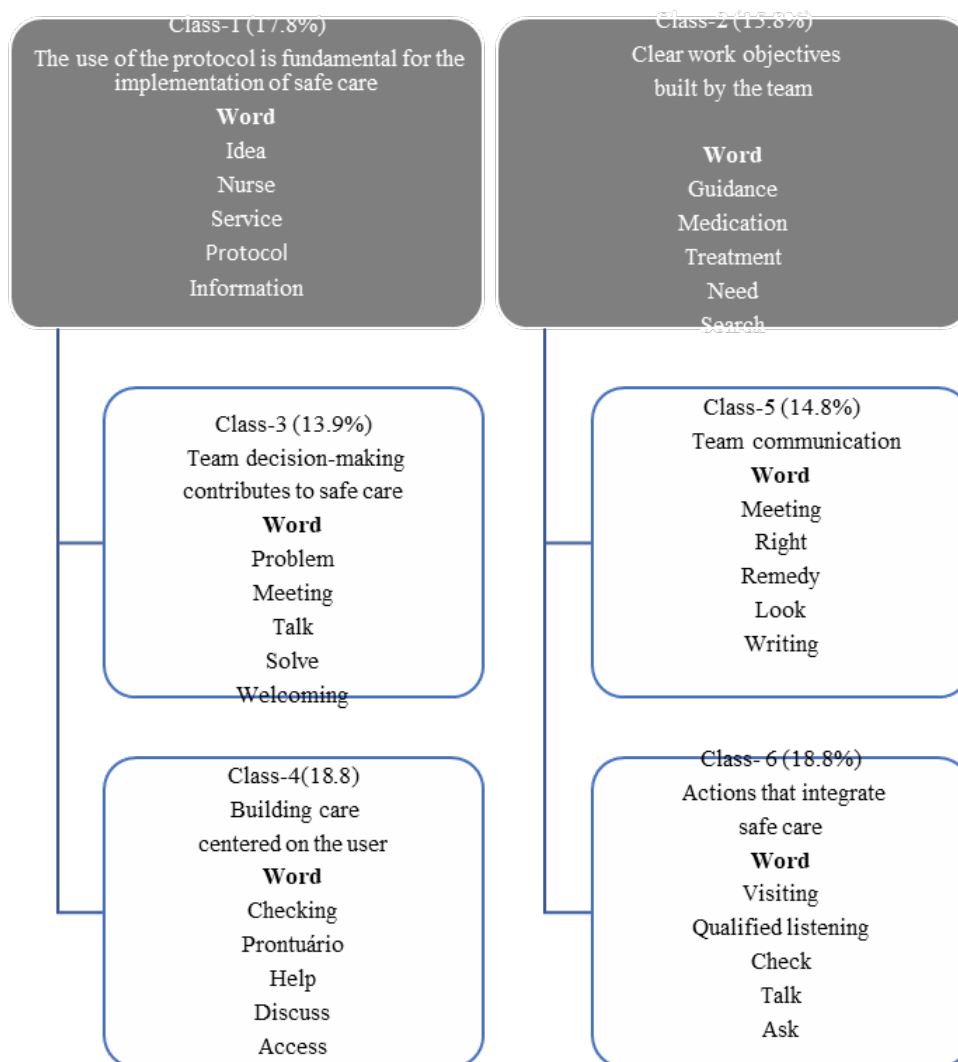 Class-1 (17.8%)
The use of the protocol is fundamental for the
implementation of safe care
Word
Idea
Nurse
Service
Protocol
Information
Class-2 (15.8%)
Clear work objectives
built by the team
Word
Guidance
Medication
Treatment
Need
Search
Class-3 (13.9%)
Team decision-making
contributes to safe care
Word
Problem
Meeting
Talk
Solve
Welcoming
Class-5 (14.8%)
Team communication
Word
Meeting
Right
Remedy
Look
Writing
Class-4(18.8)
Building care
centered on the user
Word
Checking
Prontuário
Help
Discuss
Access
Class- 6 (18.8%)
Actions that integrate
safe care
Word
Visiting
Qualified listening
Check
Talk
Ask